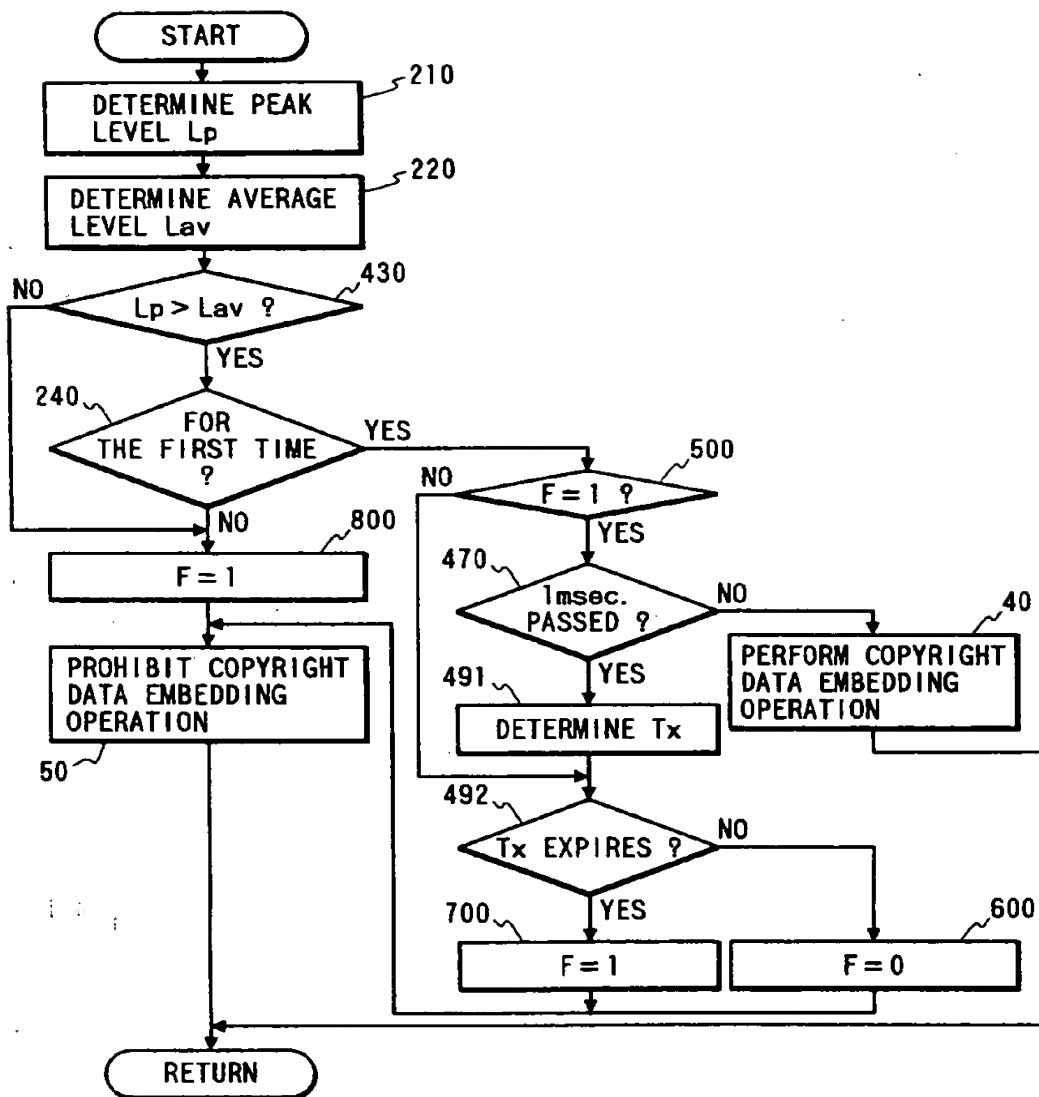 START
210
DETERMINE PEAK
LEVEL Lp
220
DETERMINE AVERAGE
LEVEL Lav
430
NO
Lp > Lav ?
YES
240
FOR
THE FIRST TIME
?
YES
NO
500
NO
F = 1 ?
YES
800
F = 1
470
1msec.
PASSED ?
NO
YES
40
PERFORM COPYRIGHT
DATA EMBEDDING
OPERATION
PROHIBIT COPYRIGHT
DATA EMBEDDING
OPERATION
50
491
DETERMINE Tx
492
Tx EXPIRES ?
NO
YES
700
F = 1
600
F = 0
RETURN